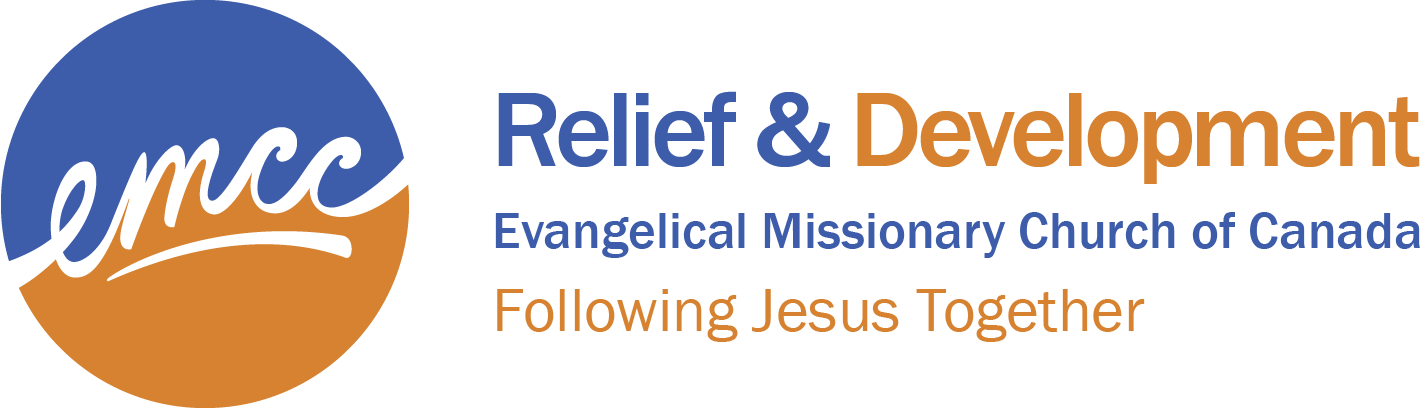 emcc
Relief & Development
Evangelical Missionary Church of Canada
Following Jesus Together